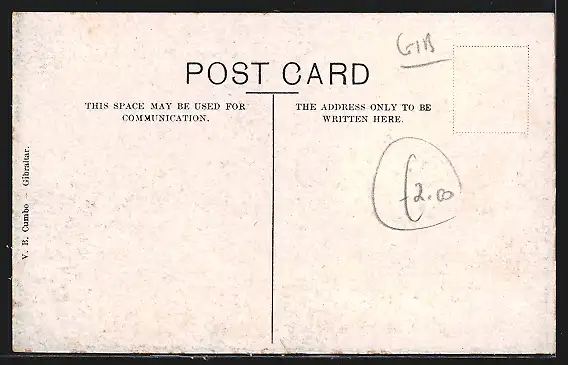 GIB
POST CARD
THIS SPACE MAY BE USED FOR
COMMUNICATION.
THE ADDRESS ONLY TO BE
WRITTEN HERE.
£2.00
V. B. Cumbo - Gibraltar.